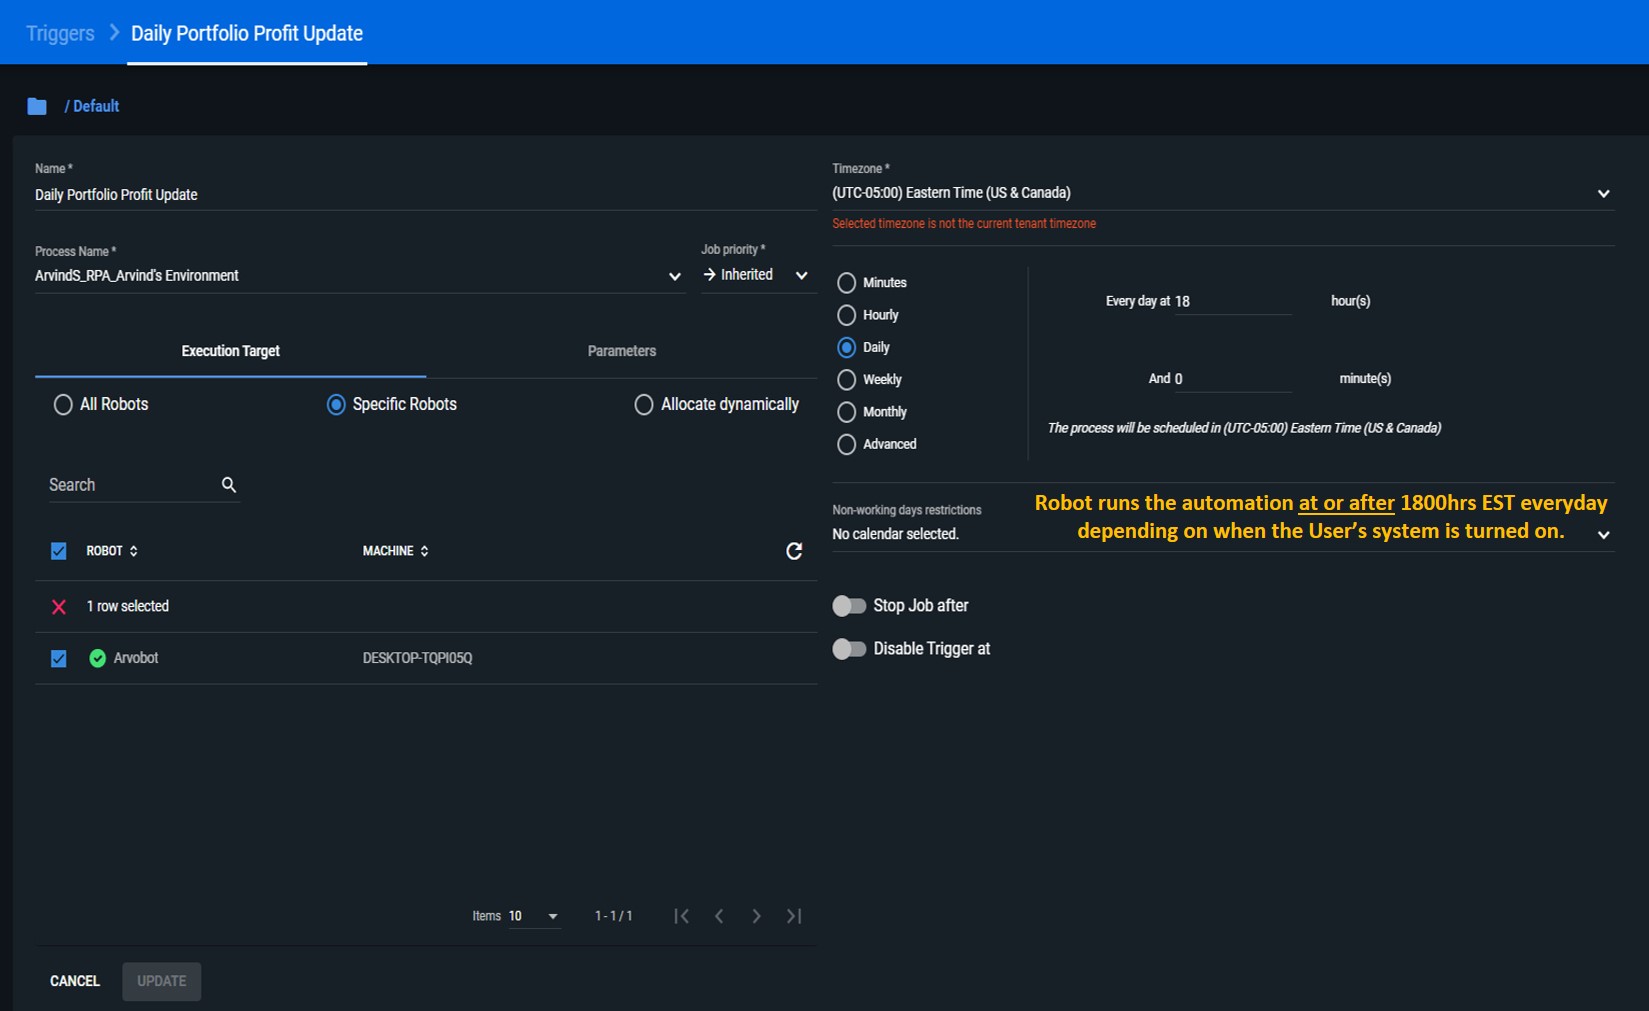 Triggers Daily Portfolio Profit Update
/ Default
Name *
Daily Portfolio Profit Update
Process Name *
ArvindS_RPA_Arvind's Environment
Job priority *
Inherited
Execution Target Parameters
All Robots Specific Robots Allocate dynamically
Search
ROBOT MACHINE
1 row selected
Arvobot DESKTOP-TQPI05Q
Items 10 1 - 1 / 1
CANCEL UPDATE
Timezone *
(UTC-05:00) Eastern Time (US & Canada)
Selected timezone is not the current tenant timezone
Minutes
Hourly
Daily
Weekly
Monthly
Advanced
Every day at 18 hour(s)
And 0 minute(s)
The process will be scheduled in (UTC-05:00) Eastern Time (US & Canada)
Non-working days restrictions
No calendar selected.
Robot runs the automation at or after 1800hrs EST everyday
depending on when the User’s system is turned on.
Stop Job after
Disable Trigger at